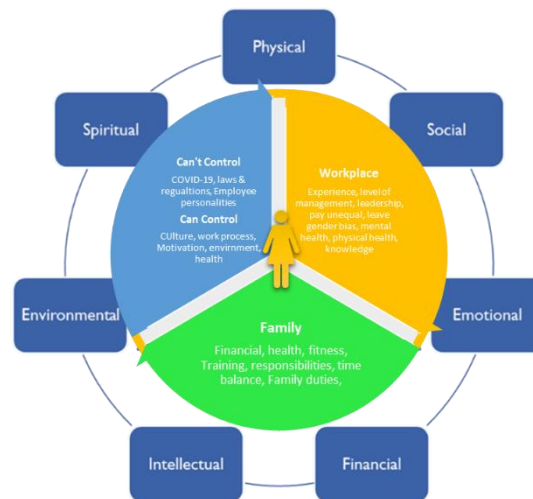 Physical
Spiritual
Social
Can't Control
COVID-19, laws &
regualtions, Employee
personalities
Can Control
CUlture, work process,
Motivation, envirnment,
health
Workplace
Experience, level of
management, leadership,
pay unequal, leave
gender bias, mental
health, physical health,
knowledge
Environmental
Emotional
Family
Financial, health, fitness,
Training, responsibilities, time
balance, Family duties,
Intellectual
Financial